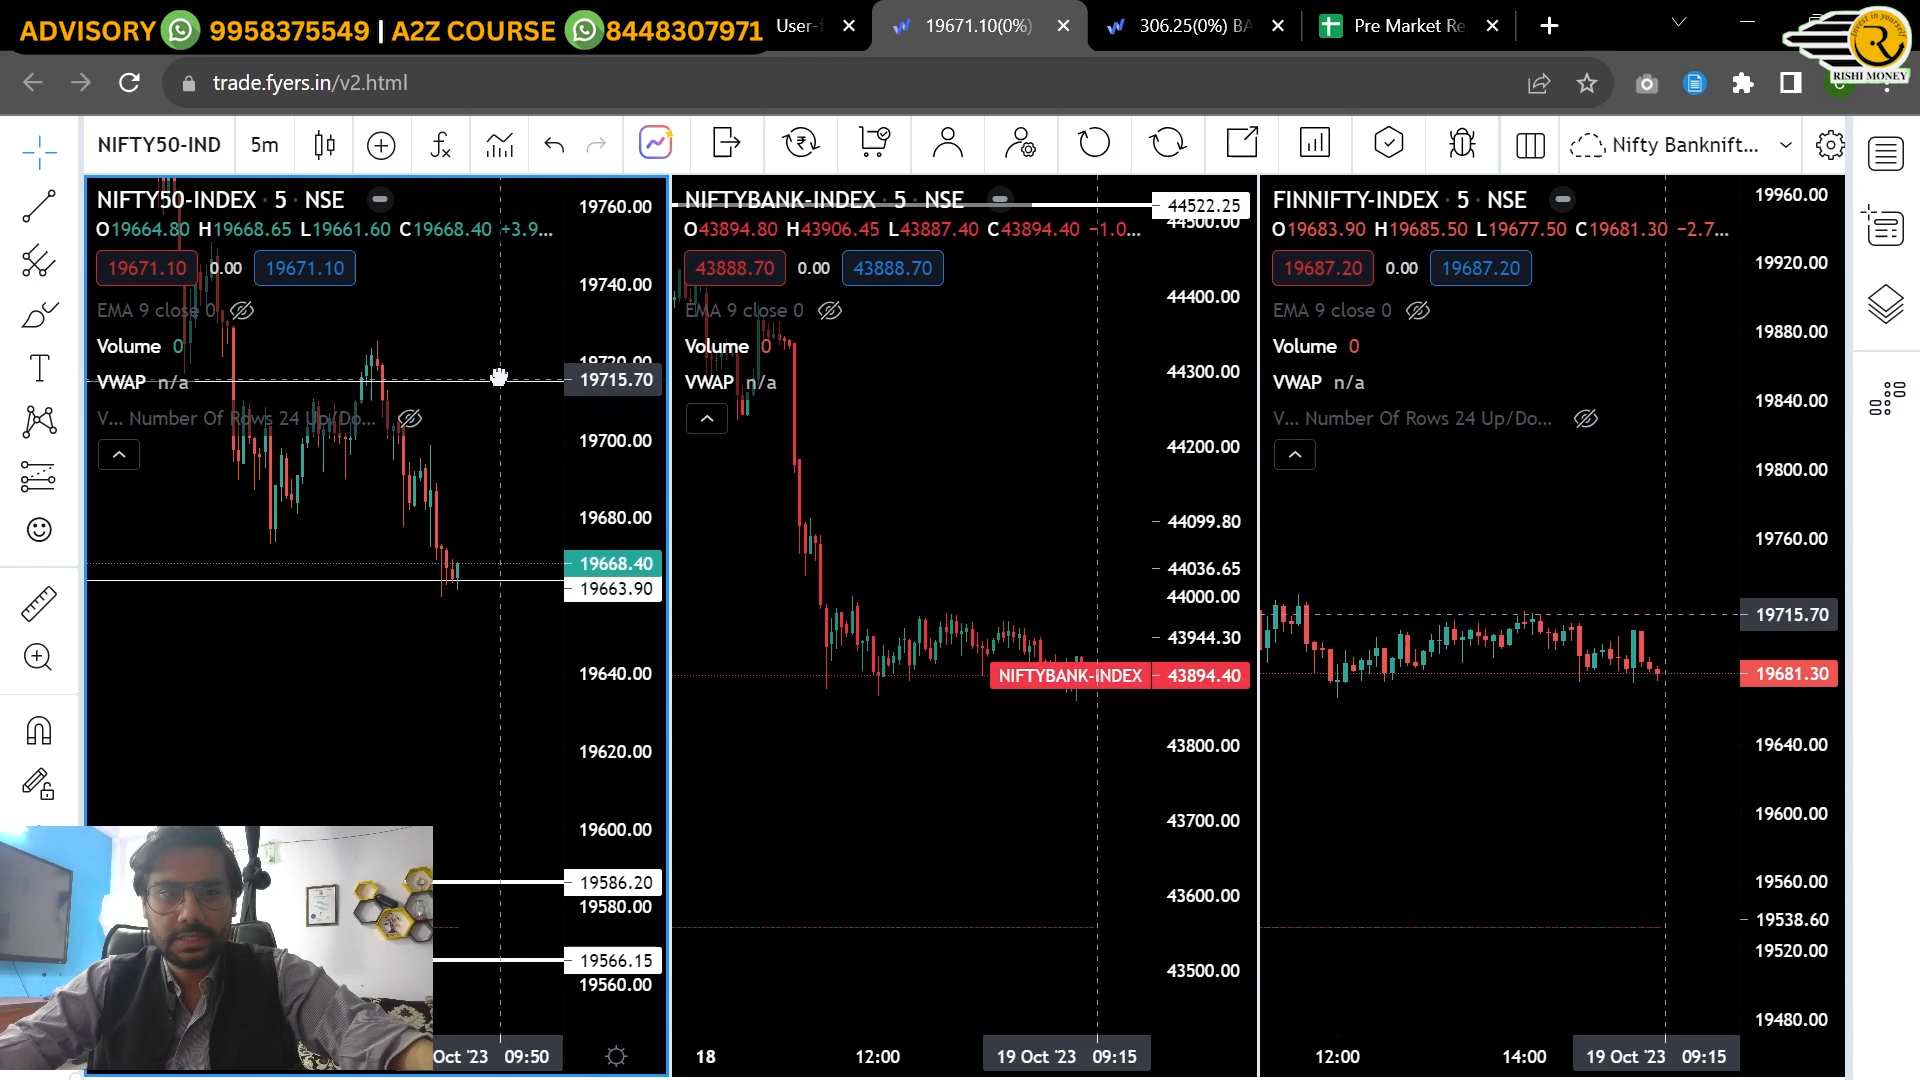 ADVISORY 9958375549 | A2Z COURSE 8448307971
User-
19671.10(0%)
306.25(0%) BA
Pre Market Re
RISHI MONEY
trade.fyers.in/v2.html
NIFTY50-IND 5m
Nifty Banknift...
NIFTY50-INDEX · 5 · NSE
O19664.80 H19668.65 L19661.60 C19668.40 +3.9...
19671.10 0.00 19671.10
EMA 9 close 0
Volume 0
VWAP n/a
V... Number Of Rows 24 Up/Do...
19760.00
19740.00
19720.00
19715.70
19700.00
19680.00
19668.40
19663.90
19640.00
19620.00
19600.00
19586.20
19580.00
19566.15
19560.00
Oct '23 09:50
NIFTYBANK-INDEX · 5 · NSE
O43894.80 H43906.45 L43887.40 C43894.40 −1.0...
43888.70 0.00 43888.70
EMA 9 close 0
Volume 0
VWAP n/a
44522.25
44500.00
44400.00
44300.00
44200.00
44099.80
44036.65
44000.00
43944.30
NIFTYBANK-INDEX 43894.40
43800.00
43700.00
43600.00
43500.00
18 12:00 19 Oct '23 09:15
FINNIFTY-INDEX · 5 · NSE
O19683.90 H19685.50 L19677.50 C19681.30 −2.7...
19687.20 0.00 19687.20
EMA 9 close 0
Volume 0
VWAP n/a
V... Number Of Rows 24 Up/Do...
19960.00
19920.00
19880.00
19840.00
19800.00
19760.00
19715.70
19681.30
19640.00
19600.00
19560.00
19538.60
19520.00
19480.00
12:00 14:00 19 Oct '23 09:15